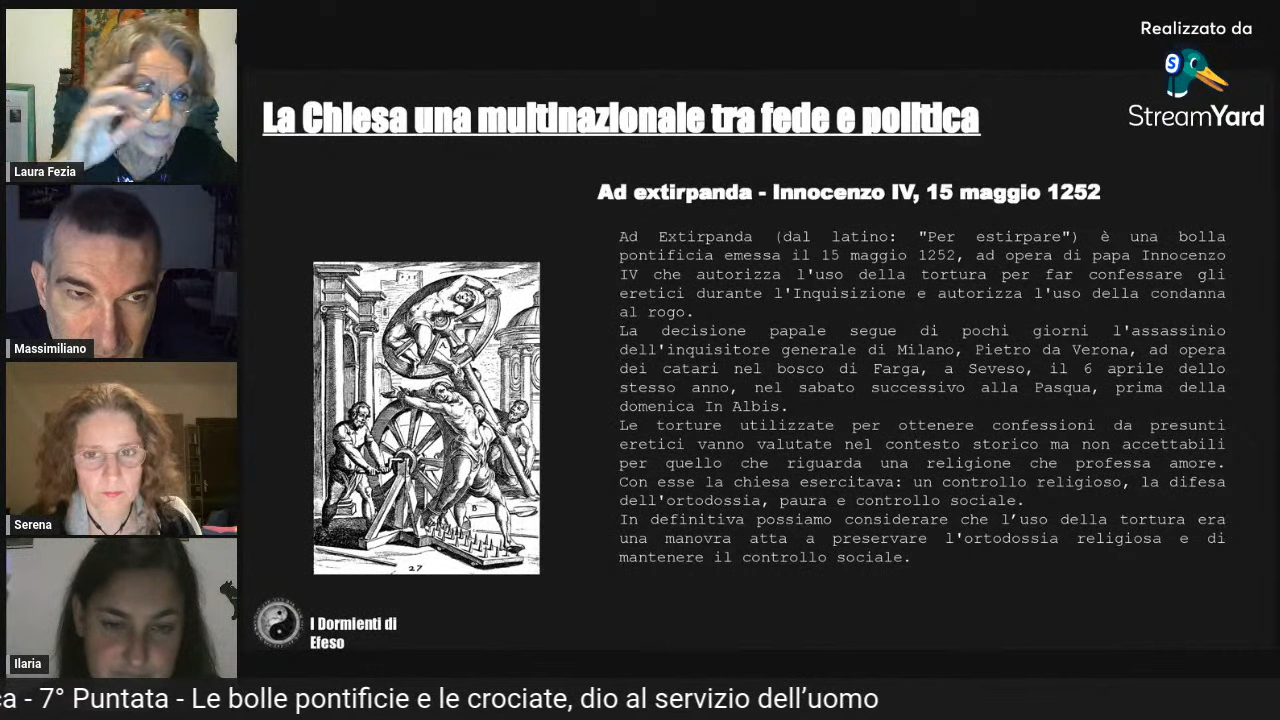 Realizzato da
StreamYard
La Chiesa una multinazionale tra fede e politica
Ad extirpanda - Innocenzo IV, 15 maggio 1252
Ad Extirpanda (dal latino: "Per estirpare") è una bolla
pontificia emessa il 15 maggio 1252, ad opera di papa Innocenzo
IV che autorizza l'uso della tortura per far confessare gli
eretici durante l'Inquisizione e autorizza l'uso della condanna
al rogo.
La decisione papale segue di pochi giorni l'assassinio
dell'inquisitore generale di Milano, Pietro da Verona, ad opera
dei catari nel bosco di Farga, a Seveso, il 6 aprile dello
stesso anno, nel sabato successivo alla Pasqua, prima della
domenica In Albis.
Le torture utilizzate per ottenere confessioni da presunti
eretici vanno valutate nel contesto storico ma non accettabili
per quello che riguarda una religione che professa amore.
Con esse la chiesa esercitava: un controllo religioso, la difesa
dell'ortodossia, paura e controllo sociale.
In definitiva possiamo considerare che l’uso della tortura era
una manovra atta a preservare l'ortodossia religiosa e di
mantenere il controllo sociale.
27
I Dormienti di
Efeso
Laura Fezia
Massimiliano
Serena
Ilaria
ca - 7° Puntata - Le bolle pontificie e le crociate, dio al servizio dell’uomo